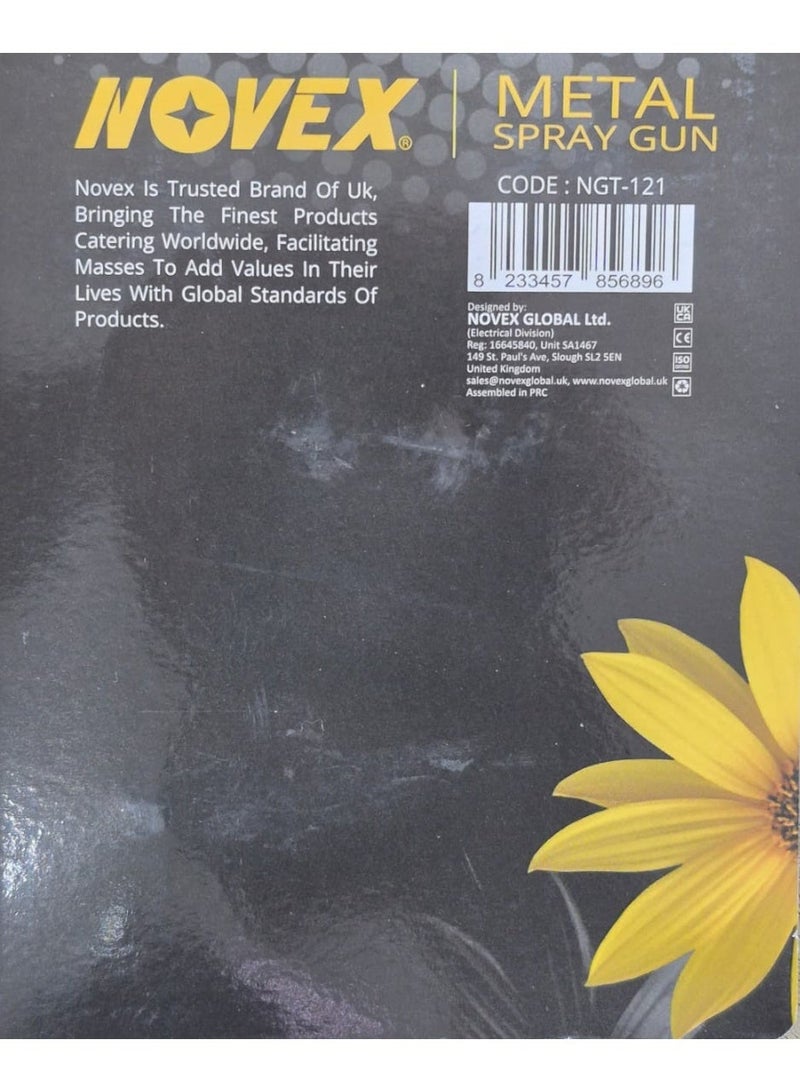 NOVEX®
METAL
SPRAY GUN
Novex Is Trusted Brand Of Uk,
Bringing The Finest Products
Catering Worldwide, Facilitating
Masses To Add Values In Their
Lives With Global Standards Of
Products.
CODE : NGT-121
8 233457 856896
Designed by:
NOVEX GLOBAL Ltd.
(Electrical Division)
Reg: 16645840, Unit SA1467
149 St. Paul's Ave, Slough SL2 5EN
United Kingdom
sales@novexglobal.uk, www.novexglobal.uk
Assembled in PRC
UK
CA
CE
ISO